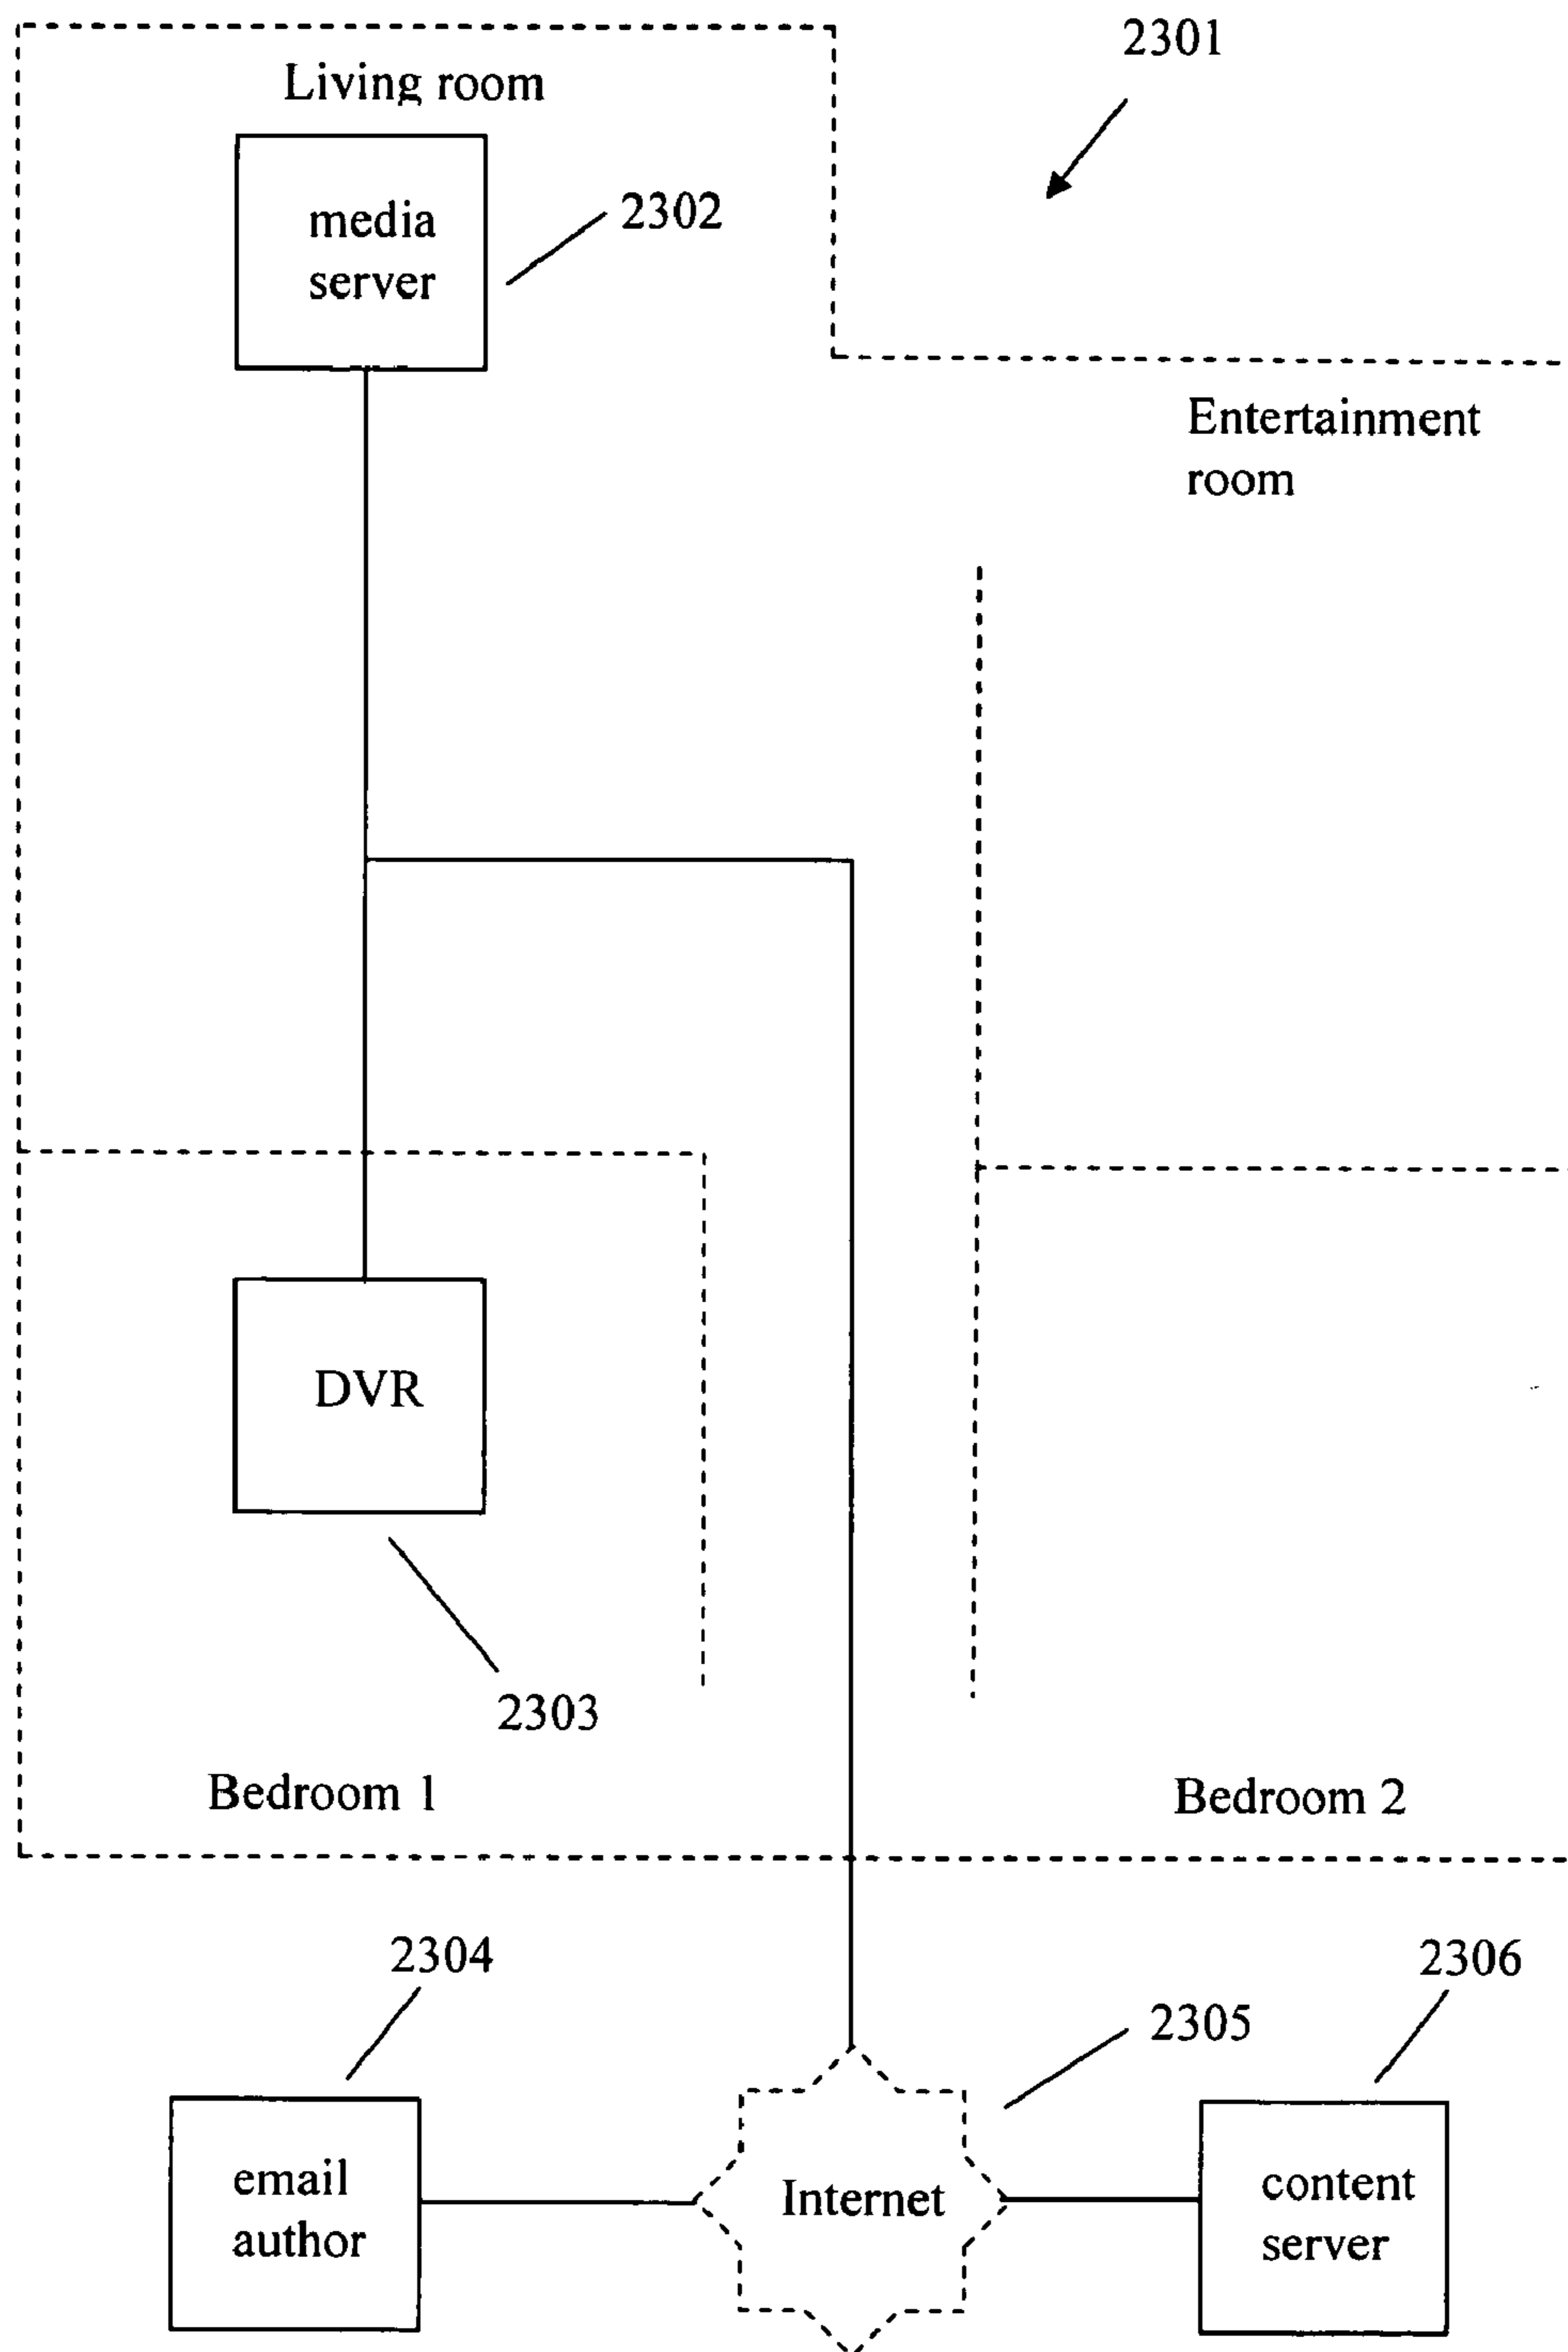 2301
Living room
media
server
2302
Entertainment
room
DVR
2303
Bedroom 1
Bedroom 2
2304
2306
2305
email
author
Internet
content
server